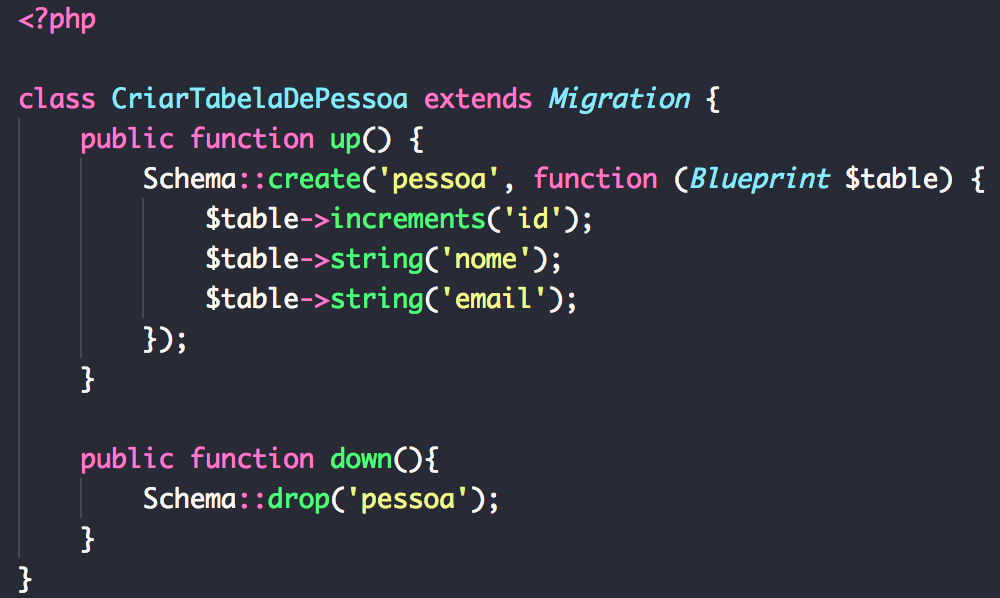 <?php
class CriarTabelaDePessoa extends Migration {
    public function up() {
        Schema::create('pessoa', function (Blueprint $table) {
            $table->increments('id');
            $table->string('nome');
            $table->string('email');
        });
    }
    public function down(){
        Schema::drop('pessoa');
    }
}